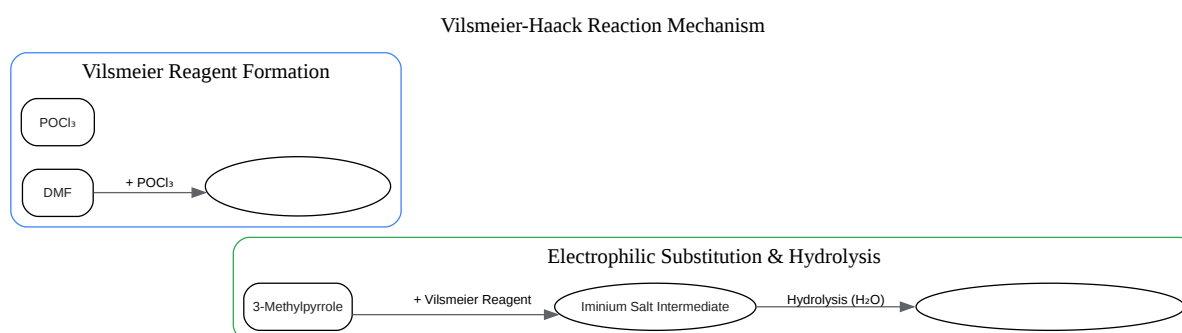 Vilsmeier-Haack Reaction Mechanism
Vilsmeier Reagent Formation
POCl₃
DMF
+ POCl₃
Electrophilic Substitution & Hydrolysis
3-Methylpyrrole
+ Vilsmeier Reagent
Iminium Salt Intermediate
Hydrolysis (H₂O)